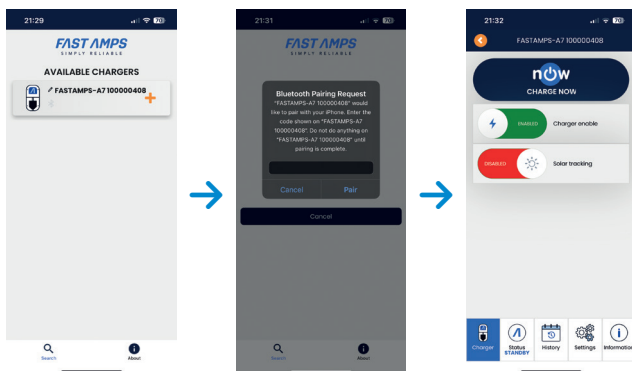 21:29
70
FAST AMPS
SIMPLY RELIABLE
AVAILABLE CHARGERS
FASTAMPS-A7 100000408
Search
About
21:31
70
FAST AMPS
SIMPLY RELIABLE
Bluetooth Pairing Request
"FASTAMPS-A7 100000408" would
like to pair with your iPhone. Enter the
code shown on "FASTAMPS-A7
100000408". Do not do anything on
"FASTAMPS-A7 100000408" until
pairing is complete.
Cancel
Pair
Cancel
Search
About
21:32
70
FASTAMPS-A7 100000408
now
CHARGE NOW
ENABLED
Charger enable
DISABLED
Solar tracking
Charger
Status
STANDBY
History
Settings
Information